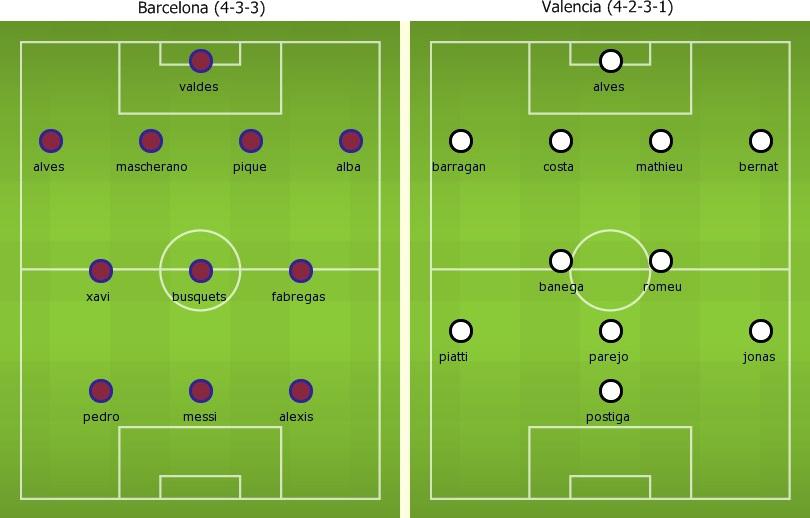 Barcelona (4-3-3)
valdes
alves mascherano pique alba
xavi busquets fabregas
pedro messi alexis
Valencia (4-2-3-1)
alves
barragan costa mathieu bernat
banega romeu
piatti parejo jonas
postiga